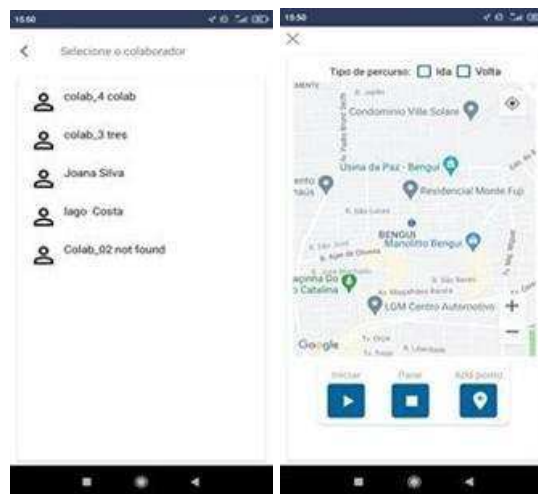 15:50
Selecione o colaborador
colab_4 colab
colab_3 tres
Joana Silva
Iago Costa
Colab_02 not found
15:50
Tipo de percurso: Ida Volta
Condominio Ville Solare
Usina da Paz - Bengui
Residencial Monte Fuji
BENGUI
Manolitto Bengui
LGM Centro Automotivo
Google
Iniciar
Parar
Add ponto